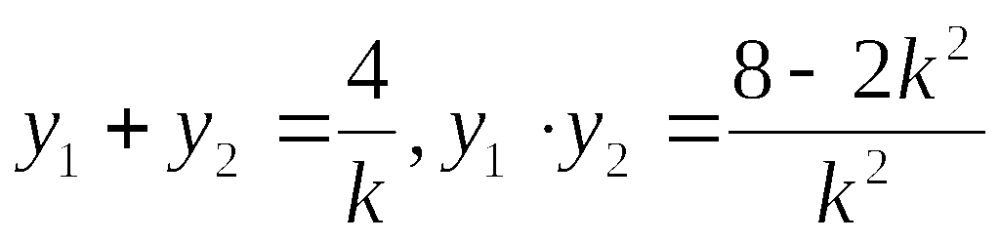 y₁ + y₂ = 4/k, y₁ · y₂ = (8 - 2k²)/k²